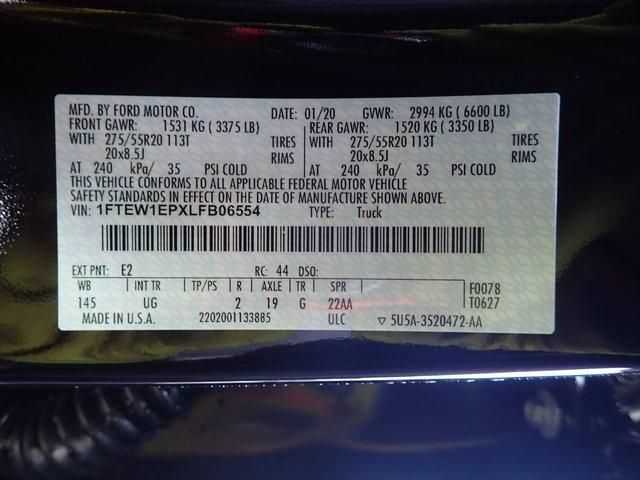 MFD. BY FORD MOTOR CO. DATE: 01/20 GVWR: 2994 KG (6600 LB)
FRONT GAWR: 1531 KG (3375 LB) REAR GAWR: 1520 KG (3350 LB)
WITH 275/55R20 113T TIRES WITH 275/55R20 113T TIRES
20x8.5J RIMS 20x8.5J RIMS
AT 240 kPa/ 35 PSI COLD AT 240 kPa/ 35 PSI COLD
THIS VEHICLE CONFORMS TO ALL APPLICABLE FEDERAL MOTOR VEHICLE
SAFETY STANDARDS IN EFFECT ON THE DATE OF MANUFACTURE SHOWN ABOVE.
VIN: 1FTEW1EPXLFB06554 TYPE: Truck
EXT PNT: E2 RC: 44 DSO:
WB INT TR TP/PS R AXLE TR SPR F0078
145 UG 2 19 G 22AA T0627
MADE IN U.S.A. 2202001133885 ULC ▽ 5U5A-3520472-AA